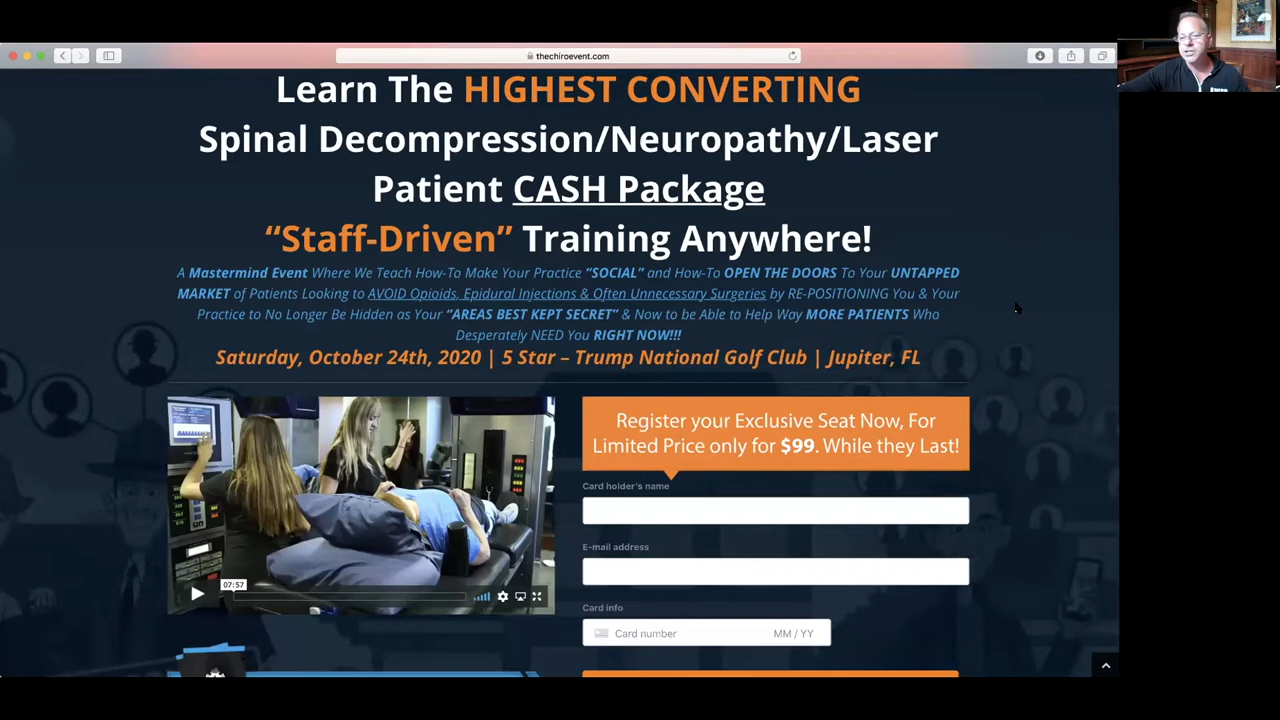 thechiroevent.com
Learn The HIGHEST CONVERTING
Spinal Decompression/Neuropathy/Laser
Patient CASH Package
“Staff-Driven” Training Anywhere!
A Mastermind Event Where We Teach How-To Make Your Practice “SOCIAL” and How-To OPEN THE DOORS To Your UNTAPPED
MARKET of Patients Looking to AVOID Opioids, Epidural Injections & Often Unnecessary Surgeries by RE-POSITIONING You & Your
Practice to No Longer Be Hidden as Your “AREAS BEST KEPT SECRET” & Now to be Able to Help Way MORE PATIENTS Who
Desperately NEED You RIGHT NOW!!!
Saturday, October 24th, 2020 | 5 Star – Trump National Golf Club | Jupiter, FL
07:57
Register your Exclusive Seat Now, For
Limited Price only for $99. While they Last!
Card holder's name
E-mail address
Card info
Card number MM / YY